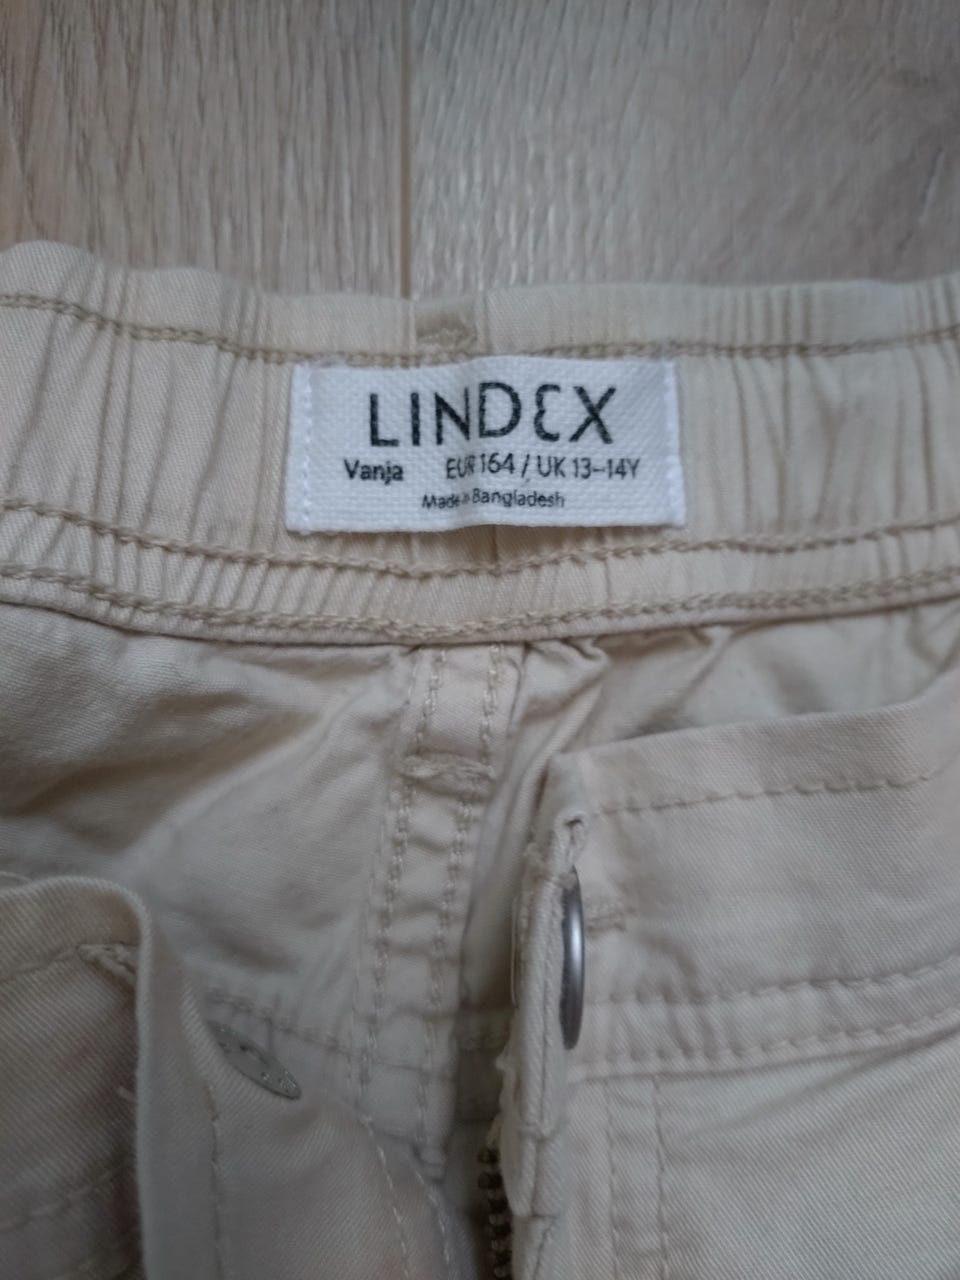 LINDEX
Vanja EUR 164 / UK 13-14Y
Made in Bangladesh